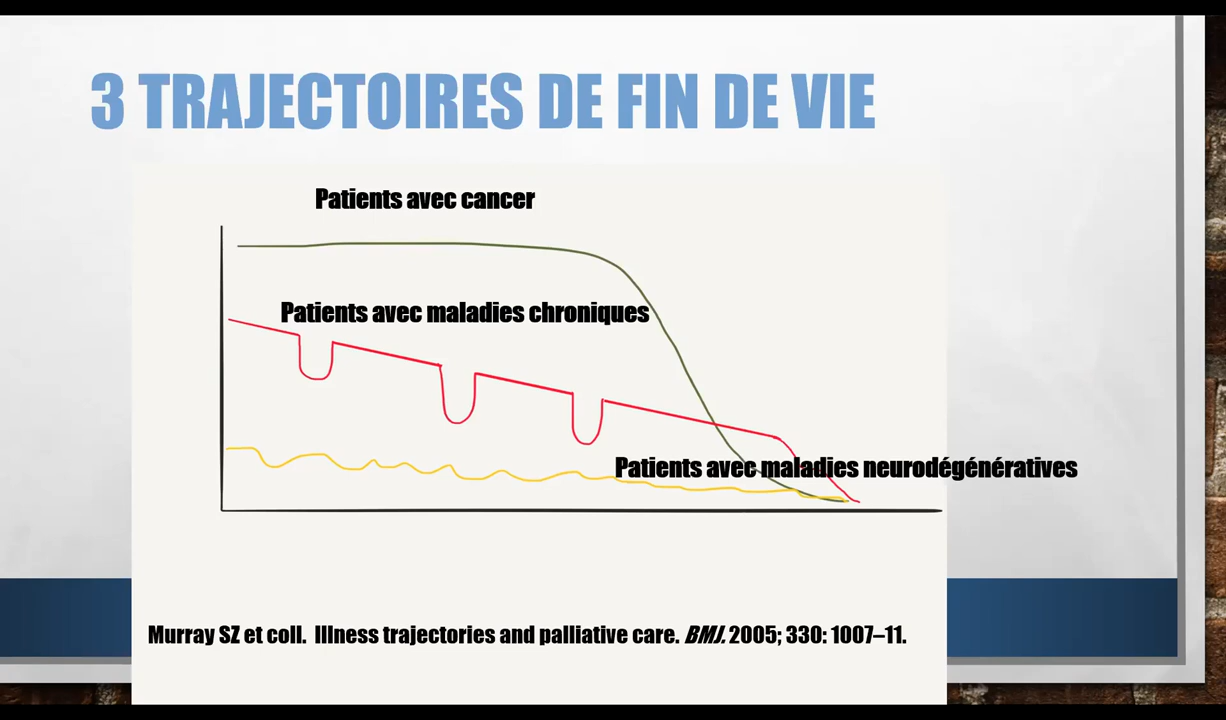 3 TRAJECTOIRES DE FIN DE VIE
Patients avec cancer
Patients avec maladies chroniques
Patients avec maladies neurodégénératives
Murray SZ et coll. Illness trajectories and palliative care. BMJ. 2005; 330: 1007–11.